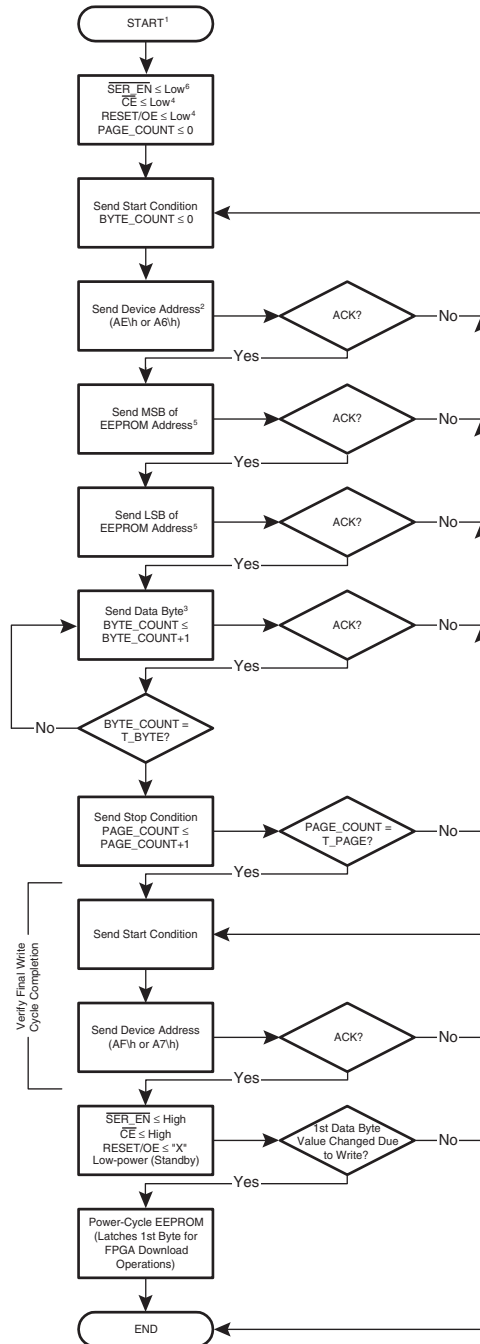 START¹
SER_EN ≤ Low⁶
CE ≤ Low⁴
RESET/OE ≤ Low⁴
PAGE_COUNT ≤ 0
Send Start Condition
BYTE_COUNT ≤ 0
Send Device Address²
(AE\h or A6\h)
ACK?
No
Yes
Send MSB of
EEPROM Address⁵
ACK?
No
Yes
Send LSB of
EEPROM Address⁵
ACK?
No
Yes
Send Data Byte³
BYTE_COUNT ≤
BYTE_COUNT+1
ACK?
No
Yes
No
BYTE_COUNT =
T_BYTE?
Send Stop Condition
PAGE_COUNT ≤
PAGE_COUNT+1
PAGE_COUNT =
T_PAGE?
NO
Yes
Verify Final Write
Cycle Completion
Send Start Condition
Send Device Address
(AF\h or A7\h)
ACK?
NO
Yes
SER_EN ≤ High
CE ≤ High
RESET/OE ≤ "X"
Low-power (Standby)
1st Data Byte
Value Changed Due
to Write?
No
Yes
Power-Cycle EEPROM
(Latches 1st Byte for
FPGA Download
Operations)
END